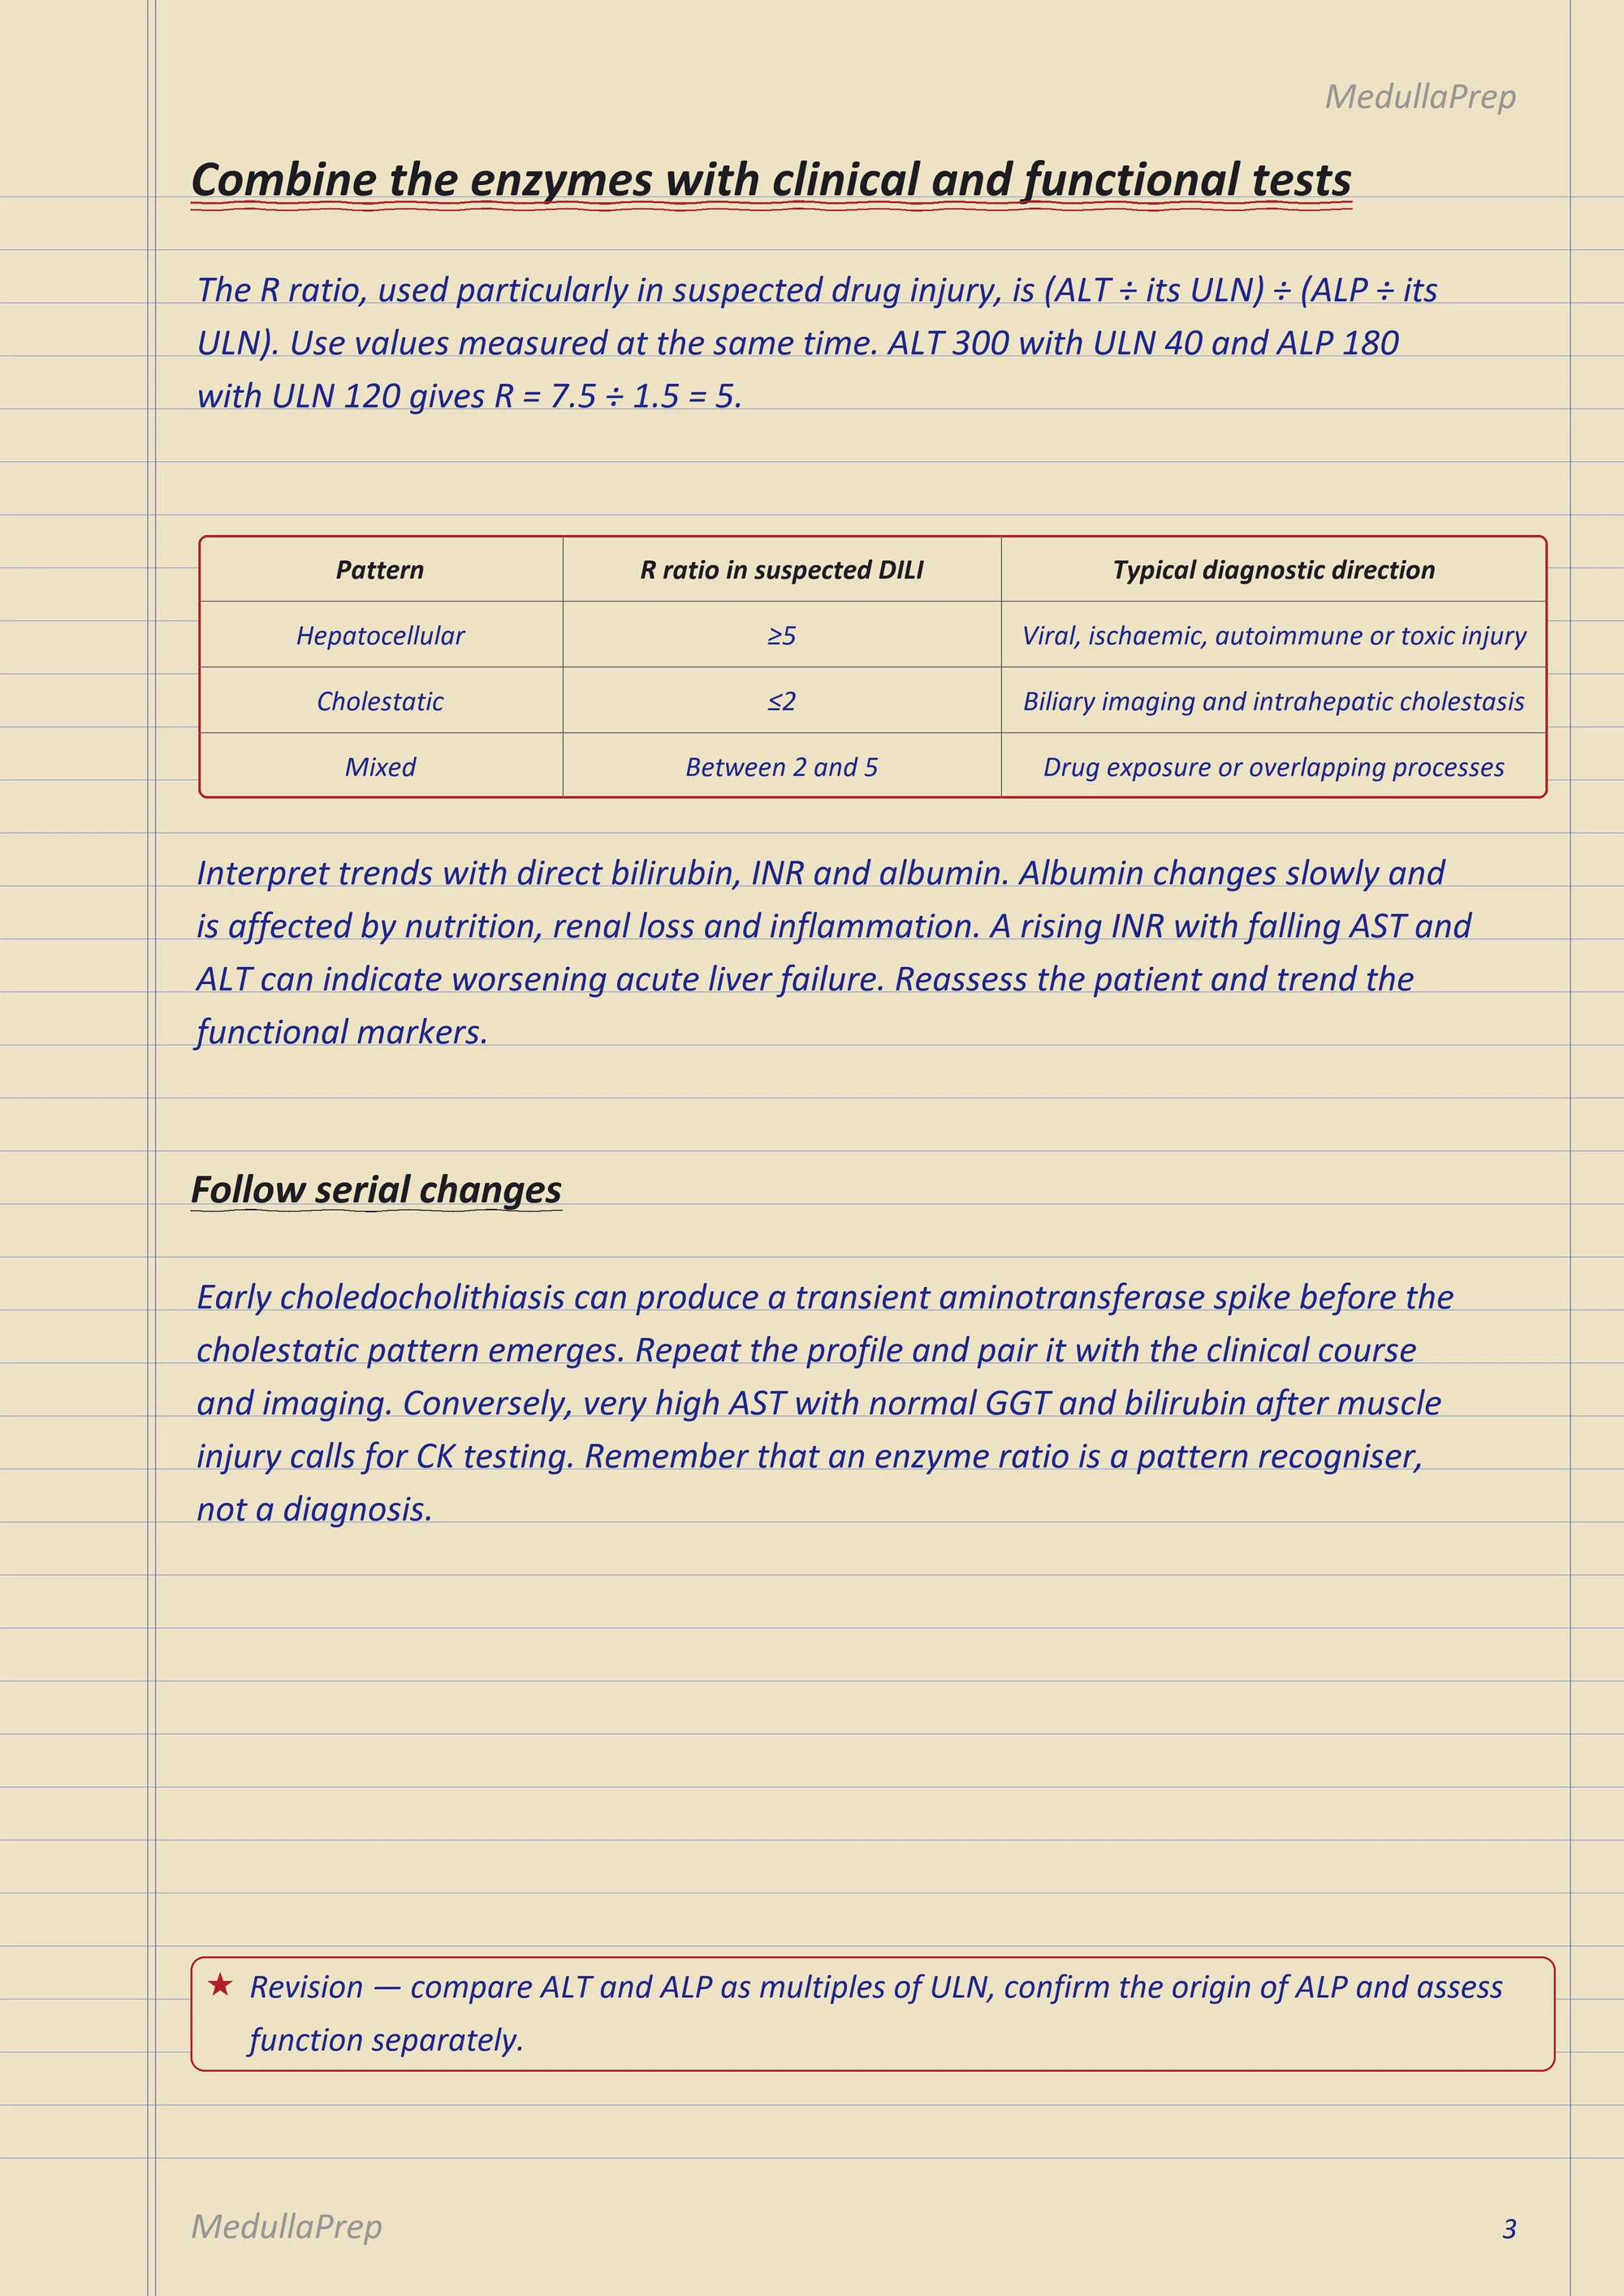 MedullaPrep
Combine the enzymes with clinical and functional tests
The R ratio, used particularly in suspected drug injury, is (ALT ÷ its ULN) ÷ (ALP ÷ its
ULN). Use values measured at the same time. ALT 300 with ULN 40 and ALP 180
with ULN 120 gives R = 7.5 ÷ 1.5 = 5.
Pattern R ratio in suspected DILI Typical diagnostic direction
Hepatocellular ≥5 Viral, ischaemic, autoimmune or toxic injury
Cholestatic ≤2 Biliary imaging and intrahepatic cholestasis
Mixed Between 2 and 5 Drug exposure or overlapping processes
Interpret trends with direct bilirubin, INR and albumin. Albumin changes slowly and
is affected by nutrition, renal loss and inflammation. A rising INR with falling AST and
ALT can indicate worsening acute liver failure. Reassess the patient and trend the
functional markers.
Follow serial changes
Early choledocholithiasis can produce a transient aminotransferase spike before the
cholestatic pattern emerges. Repeat the profile and pair it with the clinical course
and imaging. Conversely, very high AST with normal GGT and bilirubin after muscle
injury calls for CK testing. Remember that an enzyme ratio is a pattern recogniser,
not a diagnosis.
★ Revision — compare ALT and ALP as multiples of ULN, confirm the origin of ALP and assess
function separately.
MedullaPrep 3